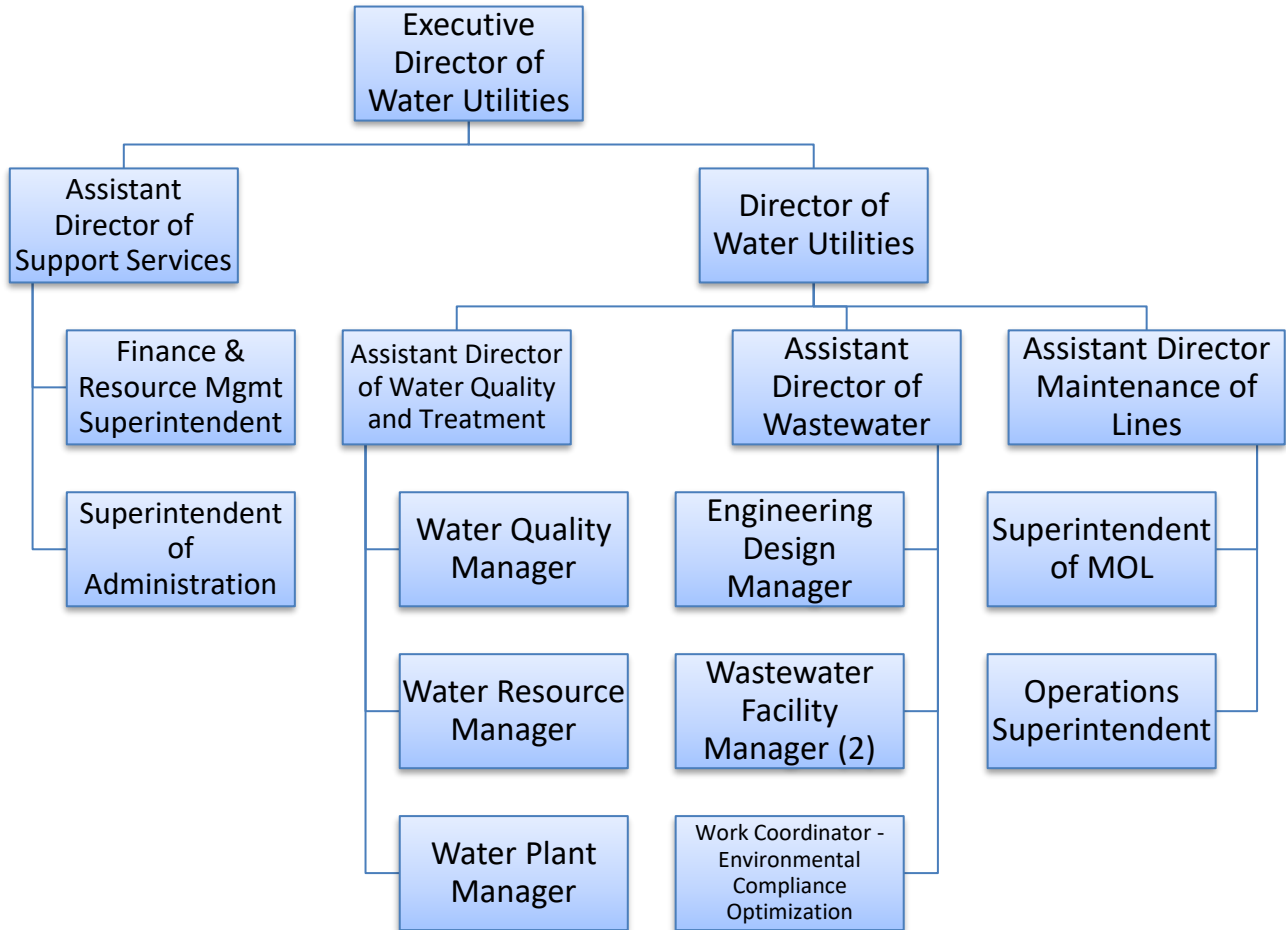 Executive
Director of
Water Utilities
Assistant
Director of
Support Services
Director of
Water Utilities
Finance &
Resource Mgmt
Superintendent
Superintendent
of
Administration
Assistant Director
of Water Quality
and Treatment
Water Quality
Manager
Water Resource
Manager
Water Plant
Manager
Assistant
Director of
Wastewater
Engineering
Design
Manager
Wastewater
Facility
Manager (2)
Work Coordinator -
Environmental
Compliance
Optimization
Assistant Director
Maintenance of
Lines
Superintendent
of MOL
Operations
Superintendent